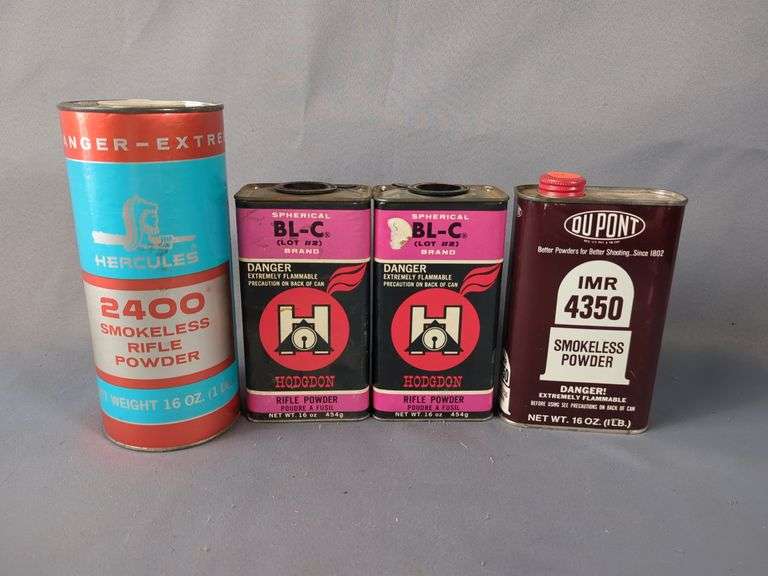 ANGER-EXTRE
HERCULES
2400
SMOKELESS
RIFLE
POWDER
WEIGHT 16 OZ. (1 L
SPHERICAL
BL-C®
(LOT #2)
BRAND
DANGER
EXTREMELY FLAMMABLE
PRECAUTION ON BACK OF CAN
H
HODGDON
RIFLE POWDER
POUDRE A FUSIL
NET WT. 16 oz 454g
SPHERICAL
BL-C®
(LOT #2)
BRAND
DANGER
EXTREMELY FLAMMABLE
PRECAUTION ON BACK OF CAN
H
HODGDON
RIFLE POWDER
POUDRE A FUSIL
NET WT. 16 oz 454g
DU PONT
Better Powders for Better Shooting...Since 1802
IMR
4350
SMOKELESS
POWDER
DANGER!
EXTREMELY FLAMMABLE
BEFORE USING SEE PRECAUTIONS ON BACK OF CAN
NET WT. 16 OZ. (1 LB.)